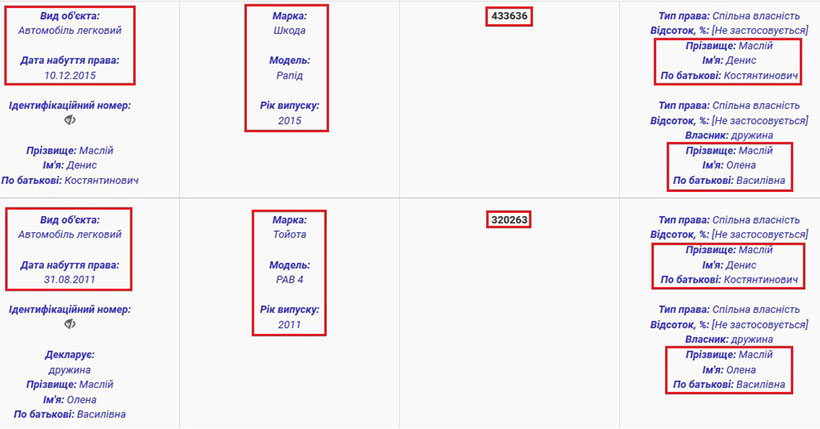 Вид об'єкта:
Автомобіль легковий
Дата набуття права:
10.12.2015
Ідентифікаційний номер:
Прізвище: Маслій
Ім'я: Денис
По батькові: Костянтинович
Марка:
Шкода
Модель:
Рапід
Рік випуску:
2015
433636
Тип права: Спільна власність
Відсоток, %: [Не застосовується]
Прізвище: Маслій
Ім'я: Денис
По батькові: Костянтинович
Тип права: Спільна власність
Відсоток, %: [Не застосовується]
Власник: дружина
Прізвище: Маслій
Ім'я: Олена
По батькові: Василівна
Вид об'єкта:
Автомобіль легковий
Дата набуття права:
31.08.2011
Ідентифікаційний номер:
Декларує:
дружина
Прізвище: Маслій
Ім'я: Олена
По батькові: Василівна
Марка:
Тойота
Модель:
РАВ 4
Рік випуску:
2011
320263
Тип права: Спільна власність
Відсоток, %: [Не застосовується]
Прізвище: Маслій
Ім'я: Денис
По батькові: Костянтинович
Тип права: Спільна власність
Відсоток, %: [Не застосовується]
Власник: дружина
Прізвище: Маслій
Ім'я: Олена
По батькові: Василівна